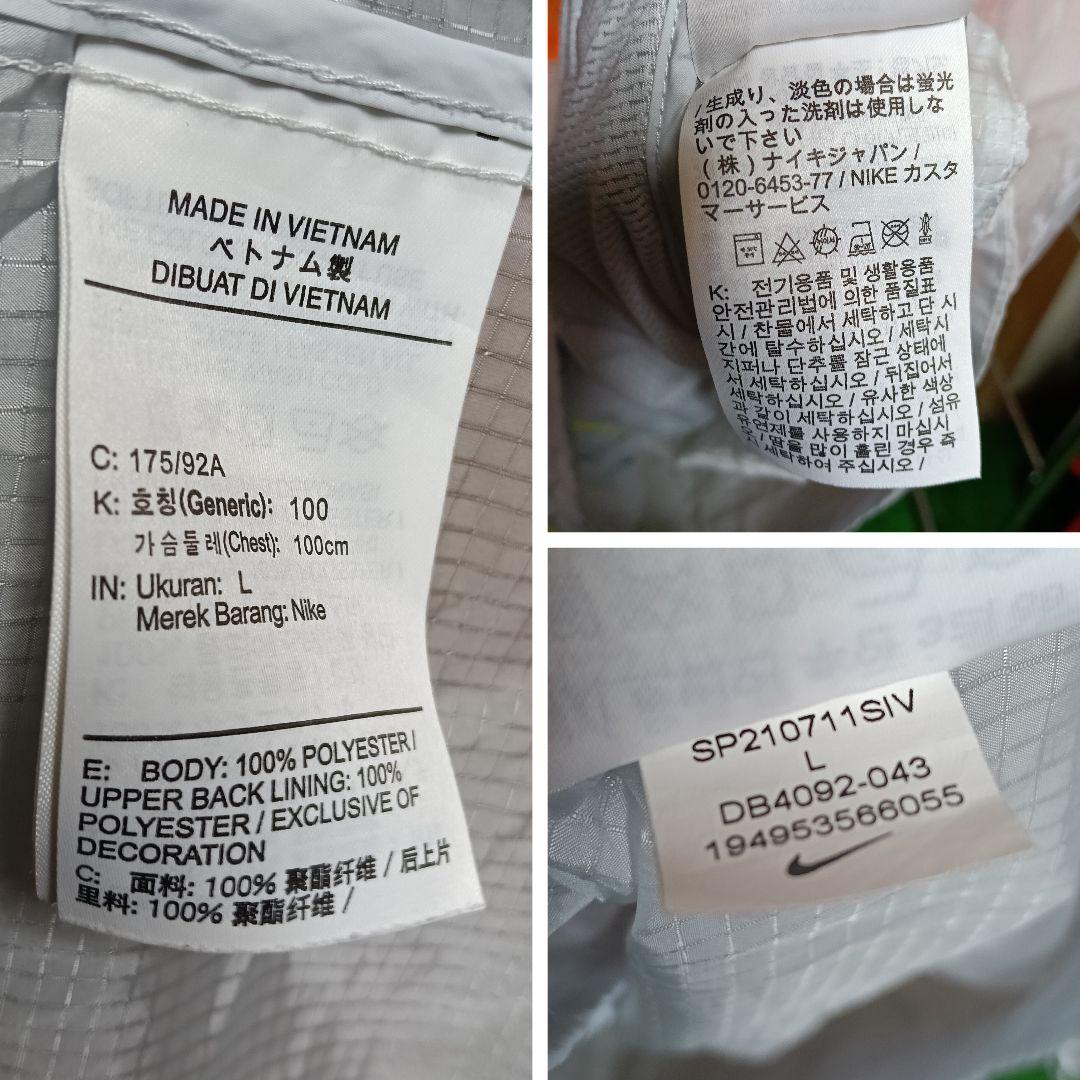 MADE IN VIETNAM
ベトナム製
DIBUAT DI VIETNAM
C: 175/92A
K: 호칭(Generic): 100
가슴둘레(Chest): 100cm
IN: Ukuran: L
Merek Barang: Nike
E: BODY: 100% POLYESTER /
UPPER BACK LINING: 100%
POLYESTER / EXCLUSIVE OF
DECORATION
C: 面料: 100% 聚酯纤维 / 后上片
里料: 100% 聚酯纤维 /
/生成り、淡色の場合は蛍光
剤の入った洗剤は使用しな
いで下さい
(株) ナイキジャパン /
0120-6453-77 / NIKE カスタ
マーサービス
K: 전기용품 및 생활용품
안전관리법에 의한 품질표
시 / 찬물에서 세탁하고 단 시
간에 탈수하십시오 / 세탁시
지퍼나 단추를 잠근 상태에
서 세탁하십시오 / 뒤집어서
세탁하십시오 / 유사한 색상
과 같이 세탁하십시오 / 섬유
유연제를 사용하지 마십시
오 / 땀을 많이 흘린 경우 즉
시 세탁하여 주십시오 /
SP210711SIV
L
DB4092-043
194953566055